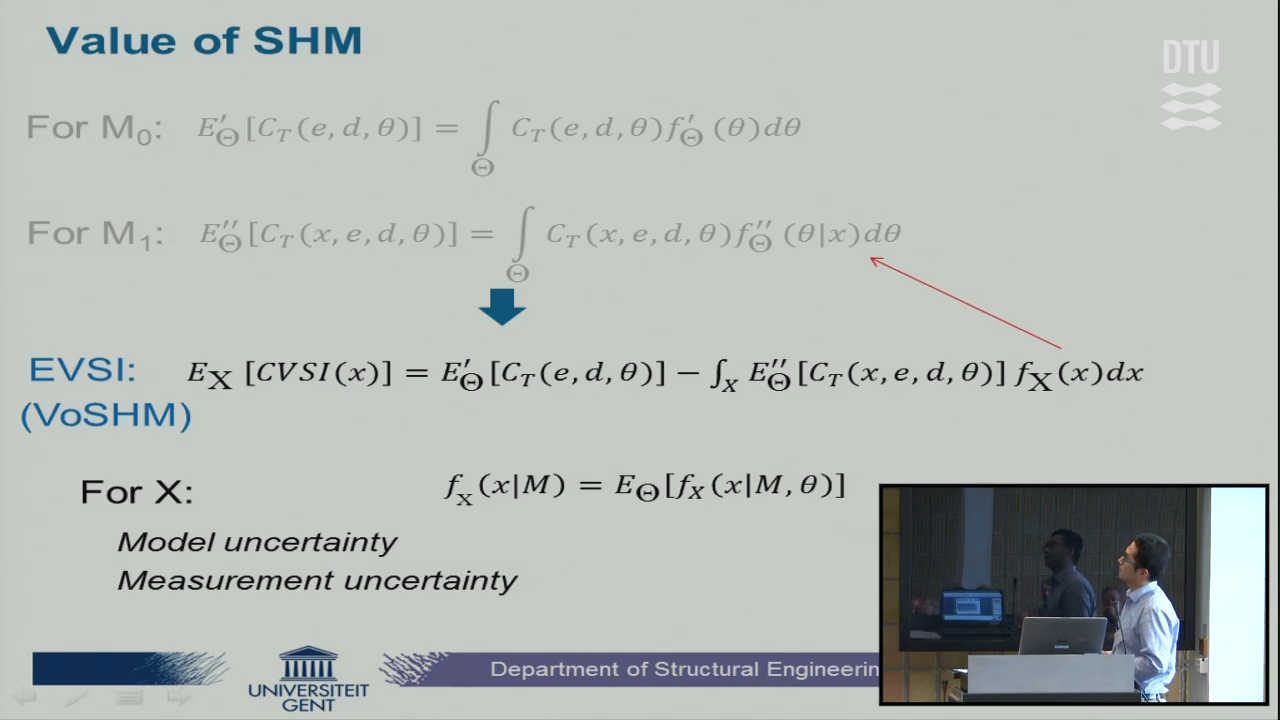 Value of SHM
DTU
For M₀: E′_Θ[C_T(e, d, θ)] = ∫_Θ C_T(e, d, θ)f′_Θ(θ)dθ
For M₁: E″_Θ[C_T(x, e, d, θ)] = ∫_Θ C_T(x, e, d, θ)f″_Θ(θ|x)dθ
EVSI: E_X[CVSI(x)] = E′_Θ[C_T(e, d, θ)] − ∫_X E″_Θ[C_T(x, e, d, θ)] f_X(x)dx
(VoSHM)
For X: f_X(x|M) = E_Θ[f_X(x|M, θ)]
Model uncertainty
Measurement uncertainty
UNIVERSITEIT
GENT
Department of Structural Engineerin